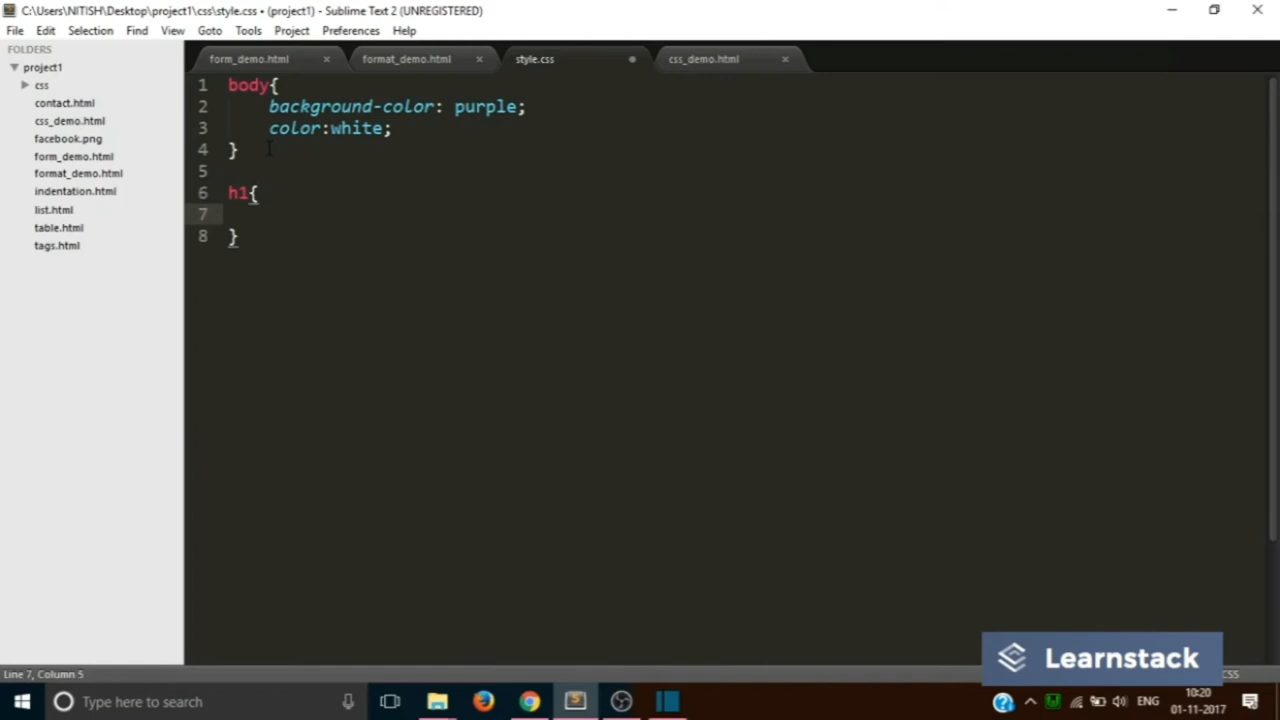 C:\Users\NITISH\Desktop\project1\css\style.css • (project1) - Sublime Text 2 (UNREGISTERED)
File Edit Selection Find View Goto Tools Project Preferences Help
FOLDERS
project1
css
contact.html
css_demo.html
facebook.png
form_demo.html
format_demo.html
indentation.html
list.html
table.html
tags.html
form_demo.html format_demo.html style.css css_demo.html
1 body{
2 background-color: purple;
3 color:white;
4 }
5
6 h1{
7
8 }
Learnstack
Line 7, Column 5
CSS
Type here to search
ENG
10:20
01-11-2017